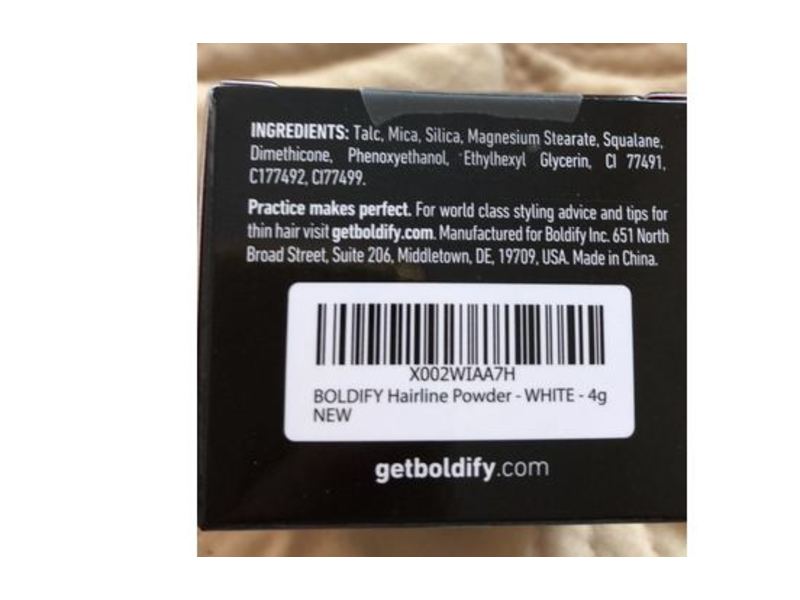 INGREDIENTS: Talc, Mica, Silica, Magnesium Stearate, Squalane,
Dimethicone, Phenoxyethanol, Ethylhexyl Glycerin, CI 77491,
C177492, CI77499.
Practice makes perfect. For world class styling advice and tips for
thin hair visit getboldify.com. Manufactured for Boldify Inc. 651 North
Broad Street, Suite 206, Middletown, DE, 19709, USA. Made in China.
X002WIAA7H
BOLDIFY Hairline Powder - WHITE - 4g
NEW
getboldify.com